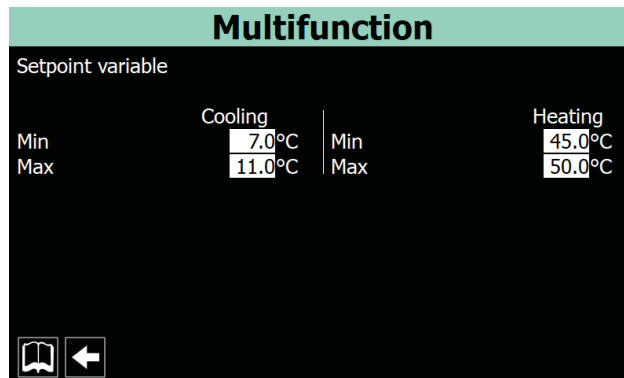 Multifunction
Setpoint variable
Cooling Heating
Min 7.0°C Min 45.0°C
Max 11.0°C Max 50.0°C